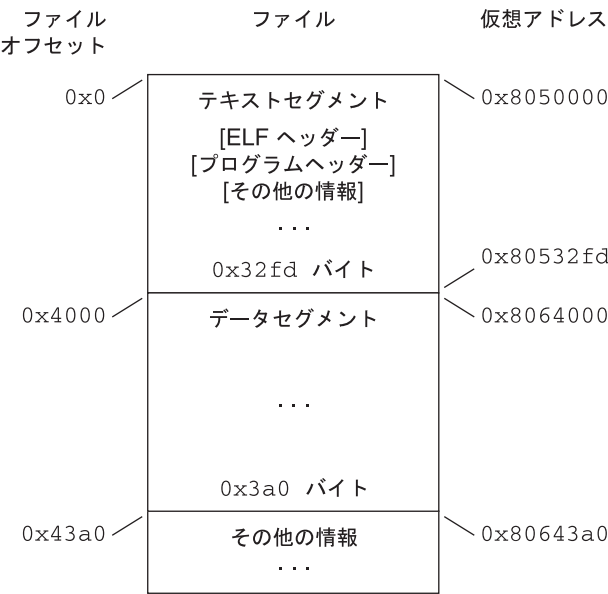 ファイル
オフセット
ファイル
仮想アドレス
0x0
テキストセグメント
0x8050000
[ELF ヘッダー]
[プログラムヘッダー]
[その他の情報]
...
0x32fd バイト
0x80532fd
0x4000
データセグメント
0x8064000
...
0x3a0 バイト
0x43a0
その他の情報
0x80643a0
...